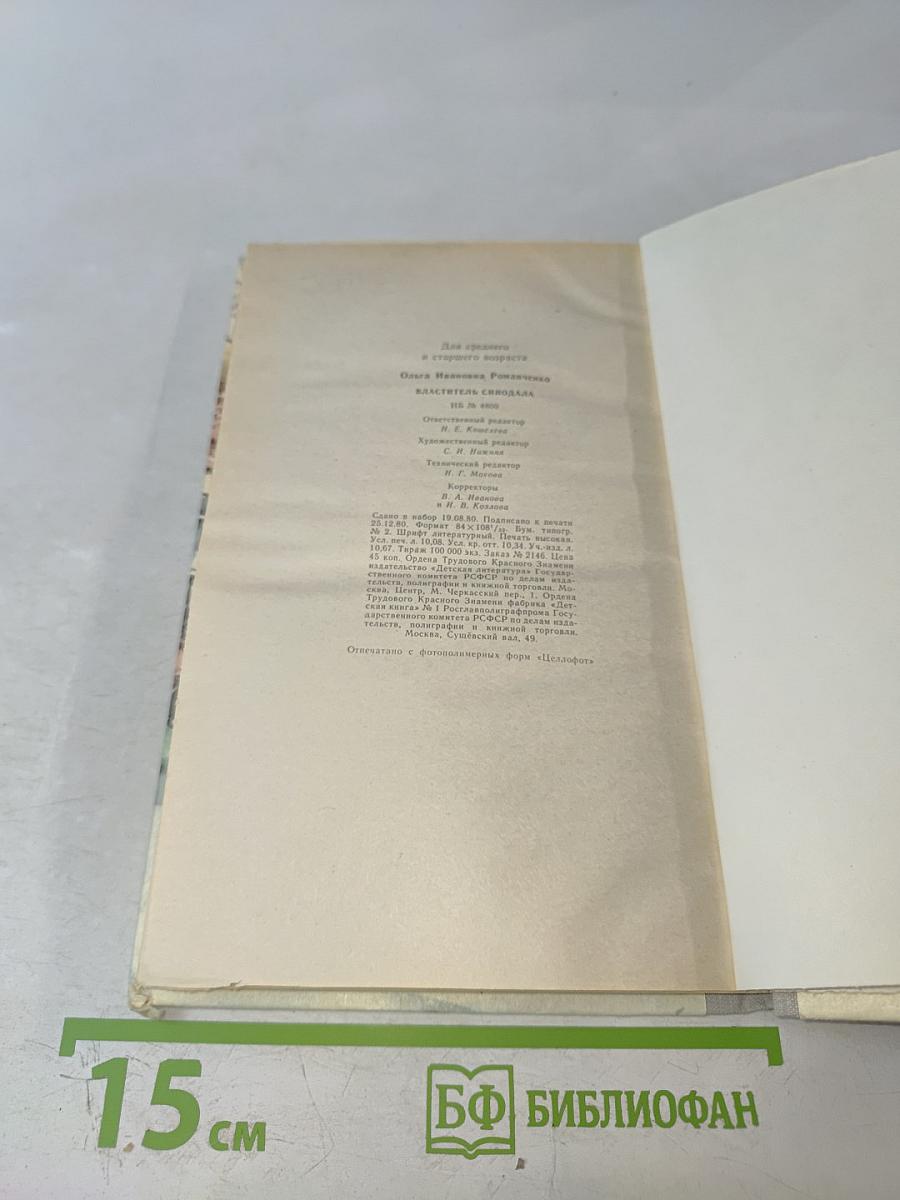 Для среднего
и старшего возраста
Ольга Ивановна Романченко
ВЛАСТИТЕЛЬ СИНОДАЛА
ИБ № 4800
Ответственный редактор
Н. Е. Кошелева
Художественный редактор
С. И. Нижняя
Технический редактор
И. Г. Мохова
Корректоры
В. А. Иванова
и Н. В. Козлова
Сдано в набор 19.08.80. Подписано к печати
25.12.80. Формат 84×108¹/₃₂. Бум. типогр.
№ 2. Шрифт литературный. Печать высокая.
Усл. печ. л. 10,08. Усл. кр. отт. 10,34. Уч.-изд. л.
10,67. Тираж 100 000 экз. Заказ № 2146. Цена
45 коп. Ордена Трудового Красного Знамени
издательство «Детская литература» Государ-
ственного комитета РСФСР по делам изда-
тельств, полиграфии и книжной торговли. Мо-
сква, Центр, М. Черкасский пер., 1. Ордена
Трудового Красного Знамени фабрика «Дет-
ская книга» № 1 Росглавполиграфпрома Госу-
дарственного комитета РСФСР по делам изда-
тельств, полиграфии и книжной торговли.
Москва, Сущёвский вал, 49.
Отпечатано с фотополимерных форм «Целлофот»
15 см
БФ БИБЛИОФАН